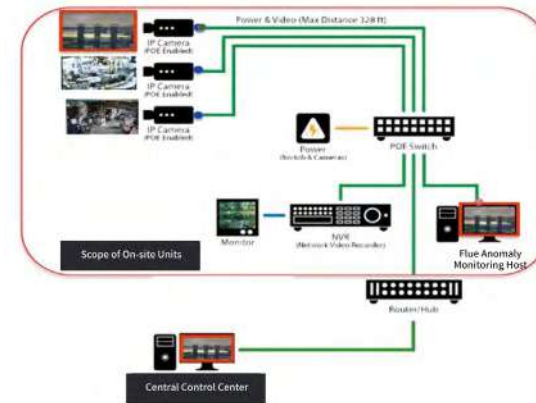 Power & Video (Max Distance 328 ft)
IP Camera
(POE Enabled)
IP Camera
(POE Enabled)
IP Camera
(POE Enabled)
Power
(Switch & Cameras)
POE Switch
Monitor
NVR
(Network Video Recorder)
Flue Anomaly
Monitoring Host
Scope of On-site Units
Router/Hub
Central Control Center